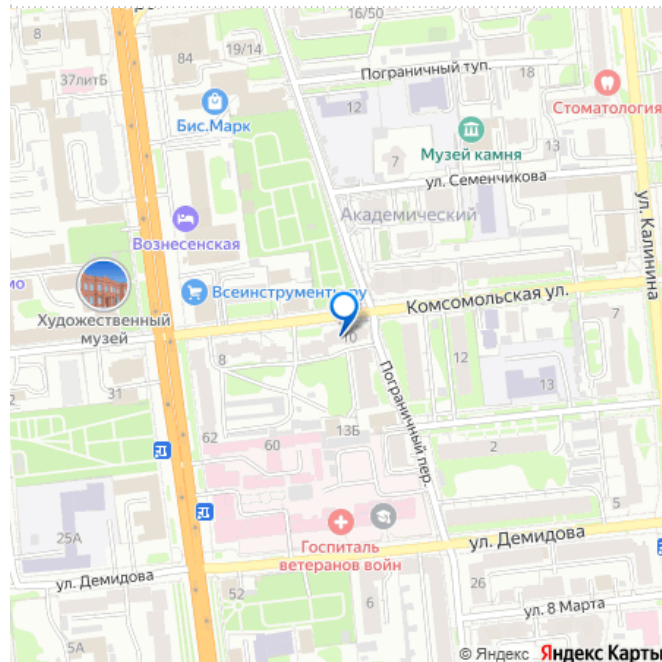 16/50
8
84
19/14
Пограничный туп.
18
37литБ
Стоматология
12
Бис.Марк
Музей камня
7
ул. Семенчикова
Академический
ул. Калинина
Вознесенская
Всеинструменты.ру
Комсомольская ул.
Художественный
музей
10
8
12
31
13
Пограничный пер.
62
60
13Б
2
5
25А
Госпиталь
ветеранов войн
ул. Демидова
ул. Демидова
52
6
26
ул. 8 Марта
5А
© Яндекс Яндекс Карты